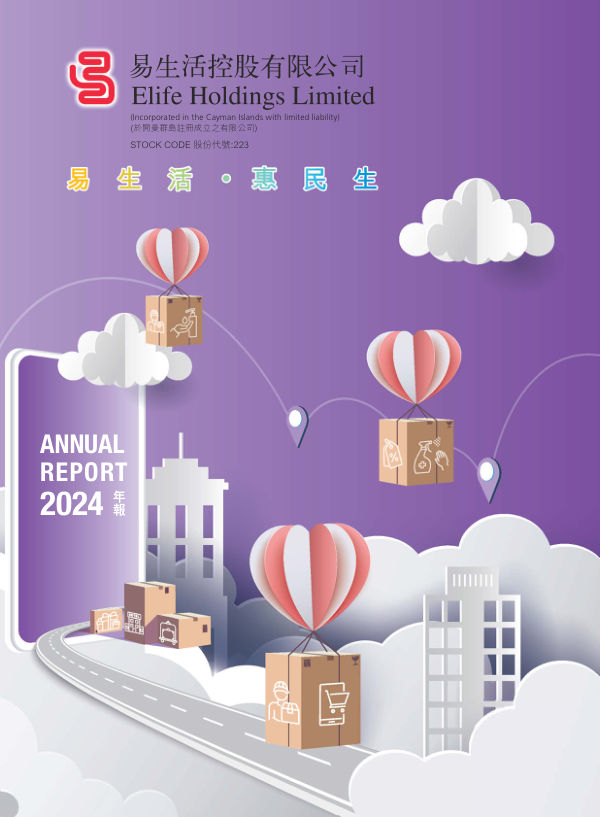 易生活控股有限公司
Elife Holdings Limited
(Incorporated in the Cayman Islands with limited liability)
(於開曼群島註冊成立之有限公司)
STOCK CODE 股份代號:223
易生活・惠民生
ANNUAL
REPORT
2024 年報